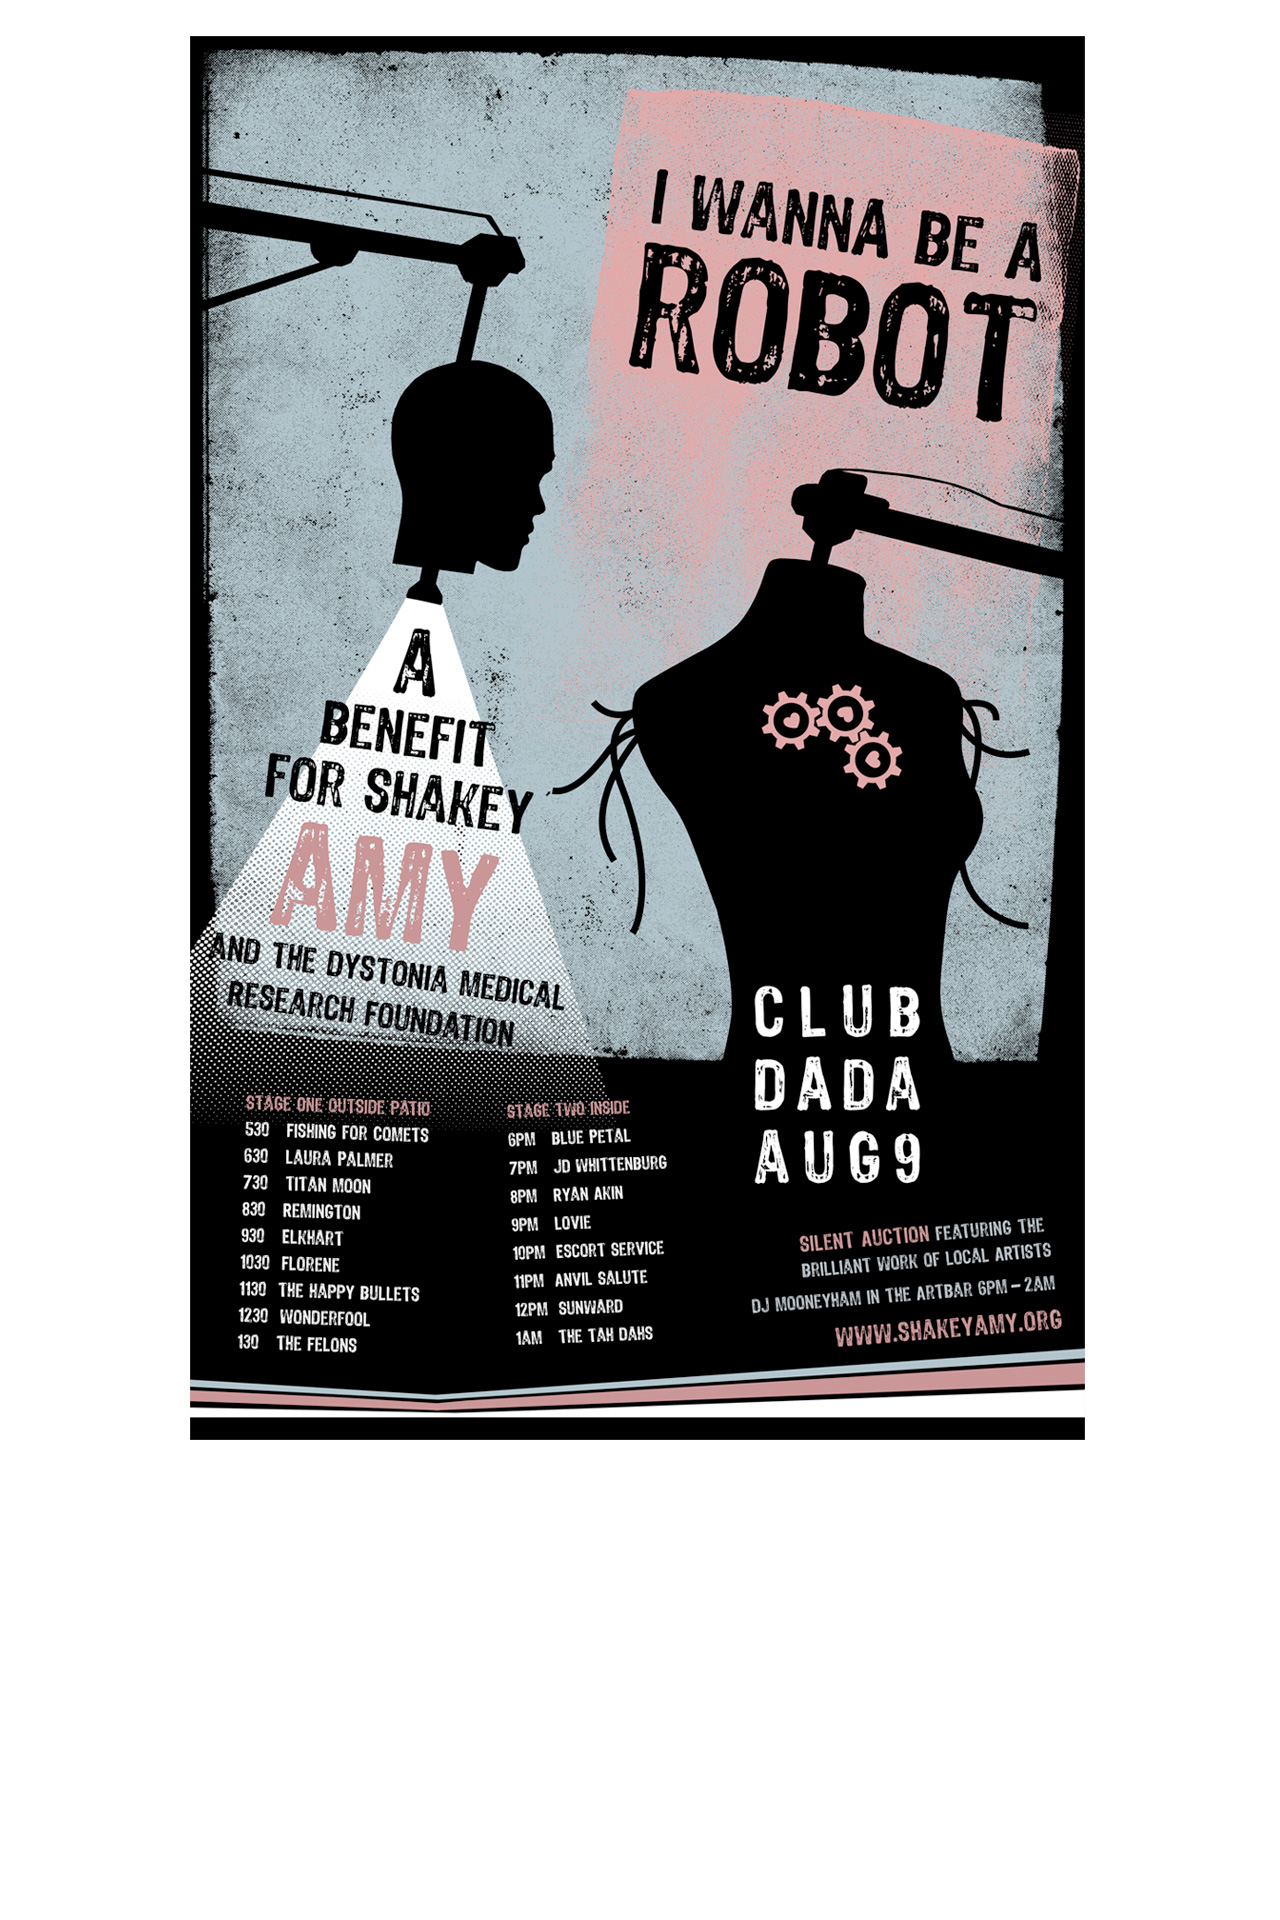 I WANNA BE A
ROBOT
A
BENEFIT
FOR SHAKEY
AMY
AND THE DYSTONIA MEDICAL
RESEARCH FOUNDATION
CLUB
DADA
AUG9
STAGE ONE OUTSIDE PATIO
530 FISHING FOR COMETS
630 LAURA PALMER
730 TITAN MOON
830 REMINGTON
930 ELKHART
1030 FLORENE
1130 THE HAPPY BULLETS
1230 WONDERFOOL
130 THE FELONS
STAGE TWO INSIDE
6PM BLUE PETAL
7PM JD WHITTENBURG
8PM RYAN AKIN
9PM LOVIE
10PM ESCORT SERVICE
11PM ANVIL SALUTE
12PM SUNWARD
1AM THE TAH DAHS
SILENT AUCTION FEATURING THE
BRILLIANT WORK OF LOCAL ARTISTS
DJ MOONEYHAM IN THE ARTBAR 6PM – 2AM
WWW.SHAKEYAMY.ORG